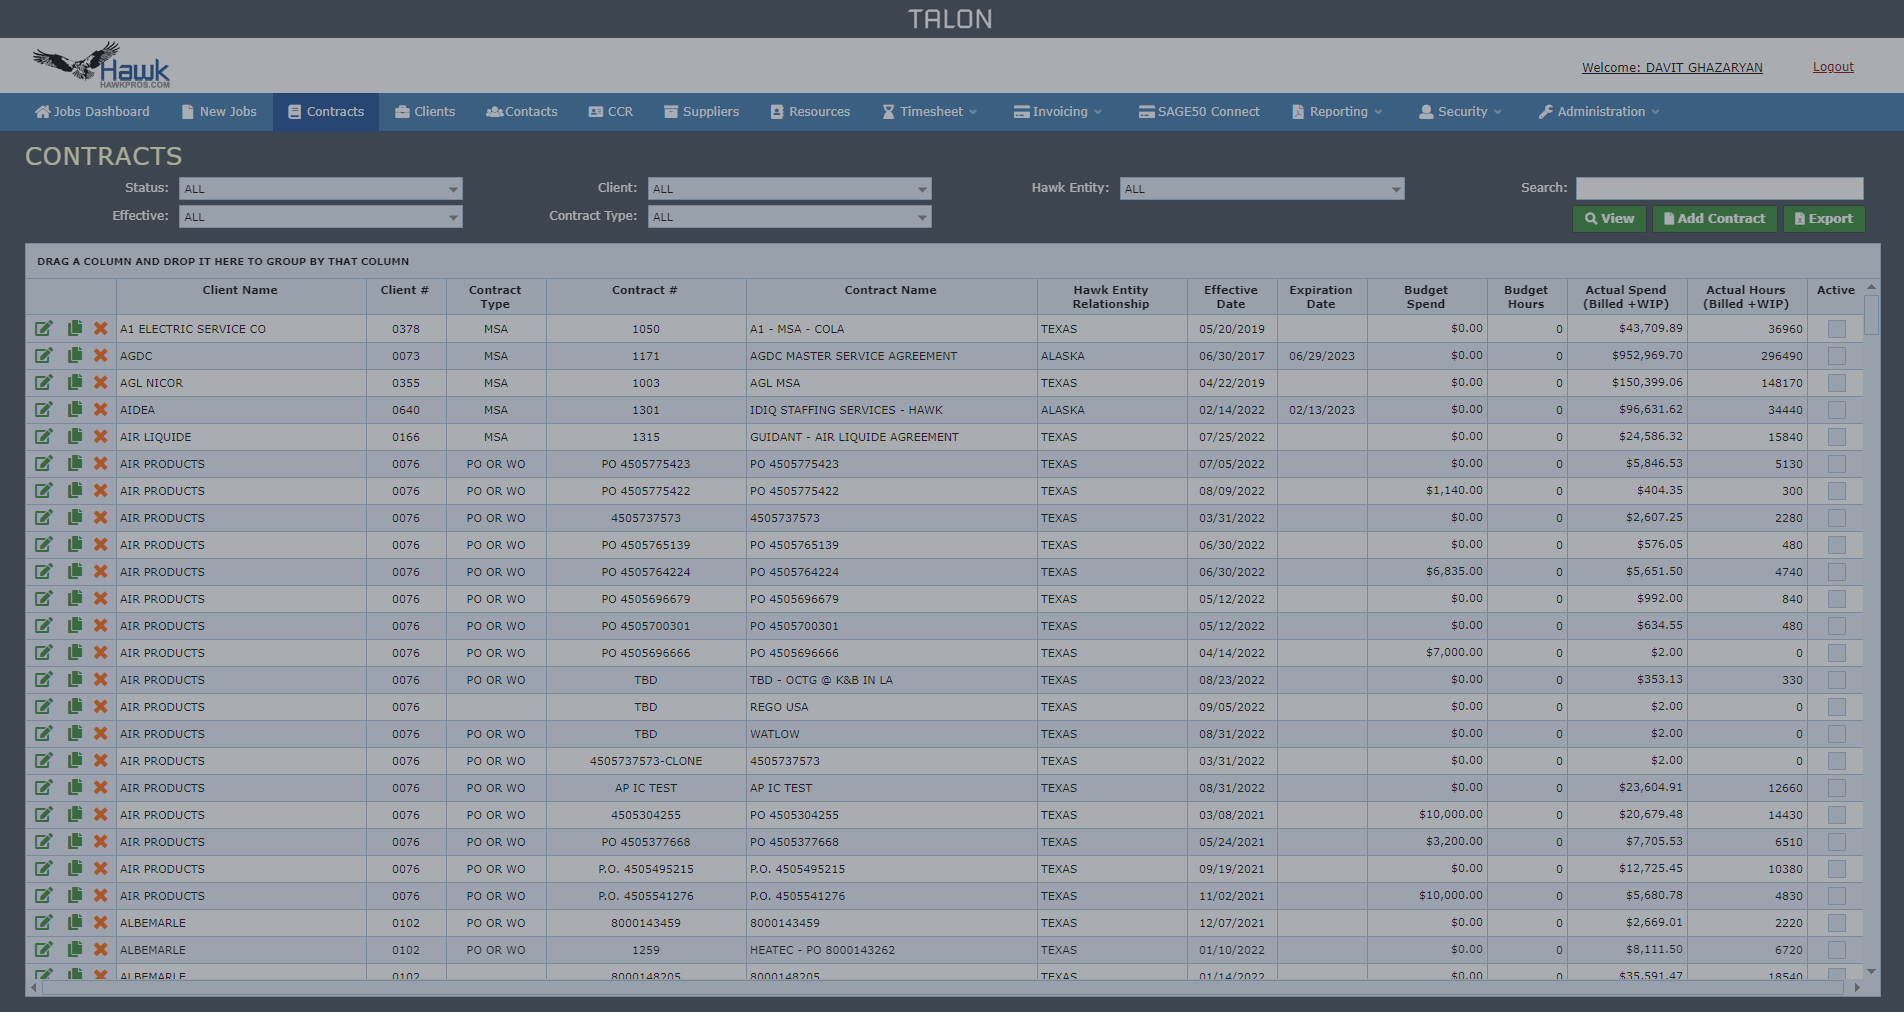 TALON
Hawk
HAWKPROS.COM
Welcome: DAVIT GHAZARYAN Logout
Jobs Dashboard New Jobs Contracts Clients Contacts CCR Suppliers Resources Timesheet Invoicing SAGE50 Connect Reporting Security Administration
CONTRACTS
Status: ALL Client: ALL Hawk Entity: ALL Search:
Effective: ALL Contract Type: ALL
View Add Contract Export
DRAG A COLUMN AND DROP IT HERE TO GROUP BY THAT COLUMN
Client Name Client # Contract Type Contract # Contract Name Hawk Entity Relationship Effective Date Expiration Date Budget Spend Budget Hours Actual Spend (Billed +WIP) Actual Hours (Billed +WIP) Active
A1 ELECTRIC SERVICE CO 0378 MSA 1050 A1 - MSA - COLA TEXAS 05/20/2019 $0.00 0 $43,709.89 36960
AGDC 0073 MSA 1171 AGDC MASTER SERVICE AGREEMENT ALASKA 06/30/2017 06/29/2023 $0.00 0 $952,969.70 296490
AGL NICOR 0355 MSA 1003 AGL MSA TEXAS 04/22/2019 $0.00 0 $150,399.06 148170
AIDEA 0640 MSA 1301 IDIQ STAFFING SERVICES - HAWK ALASKA 02/14/2022 02/13/2023 $0.00 0 $96,631.62 34440
AIR LIQUIDE 0166 MSA 1315 GUIDANT - AIR LIQUIDE AGREEMENT TEXAS 07/25/2022 $0.00 0 $24,586.32 15840
AIR PRODUCTS 0076 PO OR WO PO 4505775423 PO 4505775423 TEXAS 07/05/2022 $0.00 0 $5,846.53 5130
AIR PRODUCTS 0076 PO OR WO PO 4505775422 PO 4505775422 TEXAS 08/09/2022 $1,140.00 0 $404.35 300
AIR PRODUCTS 0076 PO OR WO 4505737573 4505737573 TEXAS 03/31/2022 $0.00 0 $2,607.25 2280
AIR PRODUCTS 0076 PO OR WO PO 4505765139 PO 4505765139 TEXAS 06/30/2022 $0.00 0 $576.05 480
AIR PRODUCTS 0076 PO OR WO PO 4505764224 PO 4505764224 TEXAS 06/30/2022 $6,835.00 0 $5,651.50 4740
AIR PRODUCTS 0076 PO OR WO PO 4505696679 PO 4505696679 TEXAS 05/12/2022 $0.00 0 $992.00 840
AIR PRODUCTS 0076 PO OR WO PO 4505700301 PO 4505700301 TEXAS 05/12/2022 $0.00 0 $634.55 480
AIR PRODUCTS 0076 PO OR WO PO 4505696666 PO 4505696666 TEXAS 04/14/2022 $7,000.00 0 $2.00 0
AIR PRODUCTS 0076 PO OR WO TBD TBD - OCTG @ K&B IN LA TEXAS 08/23/2022 $0.00 0 $353.13 330
AIR PRODUCTS 0076 TBD REGO USA TEXAS 09/05/2022 $0.00 0 $2.00 0
AIR PRODUCTS 0076 PO OR WO TBD WATLOW TEXAS 08/31/2022 $0.00 0 $2.00 0
AIR PRODUCTS 0076 PO OR WO 4505737573-CLONE 4505737573 TEXAS 03/31/2022 $0.00 0 $2.00 0
AIR PRODUCTS 0076 PO OR WO AP IC TEST AP IC TEST TEXAS 08/31/2022 $0.00 0 $23,604.91 12660
AIR PRODUCTS 0076 PO OR WO 4505304255 PO 4505304255 TEXAS 03/08/2021 $10,000.00 0 $20,679.48 14430
AIR PRODUCTS 0076 PO OR WO PO 4505377668 PO 4505377668 TEXAS 05/24/2021 $3,200.00 0 $7,705.53 6510
AIR PRODUCTS 0076 PO OR WO P.O. 4505495215 P.O. 4505495215 TEXAS 09/19/2021 $0.00 0 $12,725.45 10380
AIR PRODUCTS 0076 PO OR WO P.O. 4505541276 P.O. 4505541276 TEXAS 11/02/2021 $10,000.00 0 $5,680.78 4830
ALBEMARLE 0102 PO OR WO 8000143459 8000143459 TEXAS 12/07/2021 $0.00 0 $2,669.01 2220
ALBEMARLE 0102 PO OR WO 1259 HEATEC - PO 8000143262 TEXAS 01/10/2022 $0.00 0 $8,111.50 6720
ALBEMARLE 0102 PO OR WO 8000148205 8000148205 TEXAS 01/14/2022 $0.00 0 $35,591.47 18540